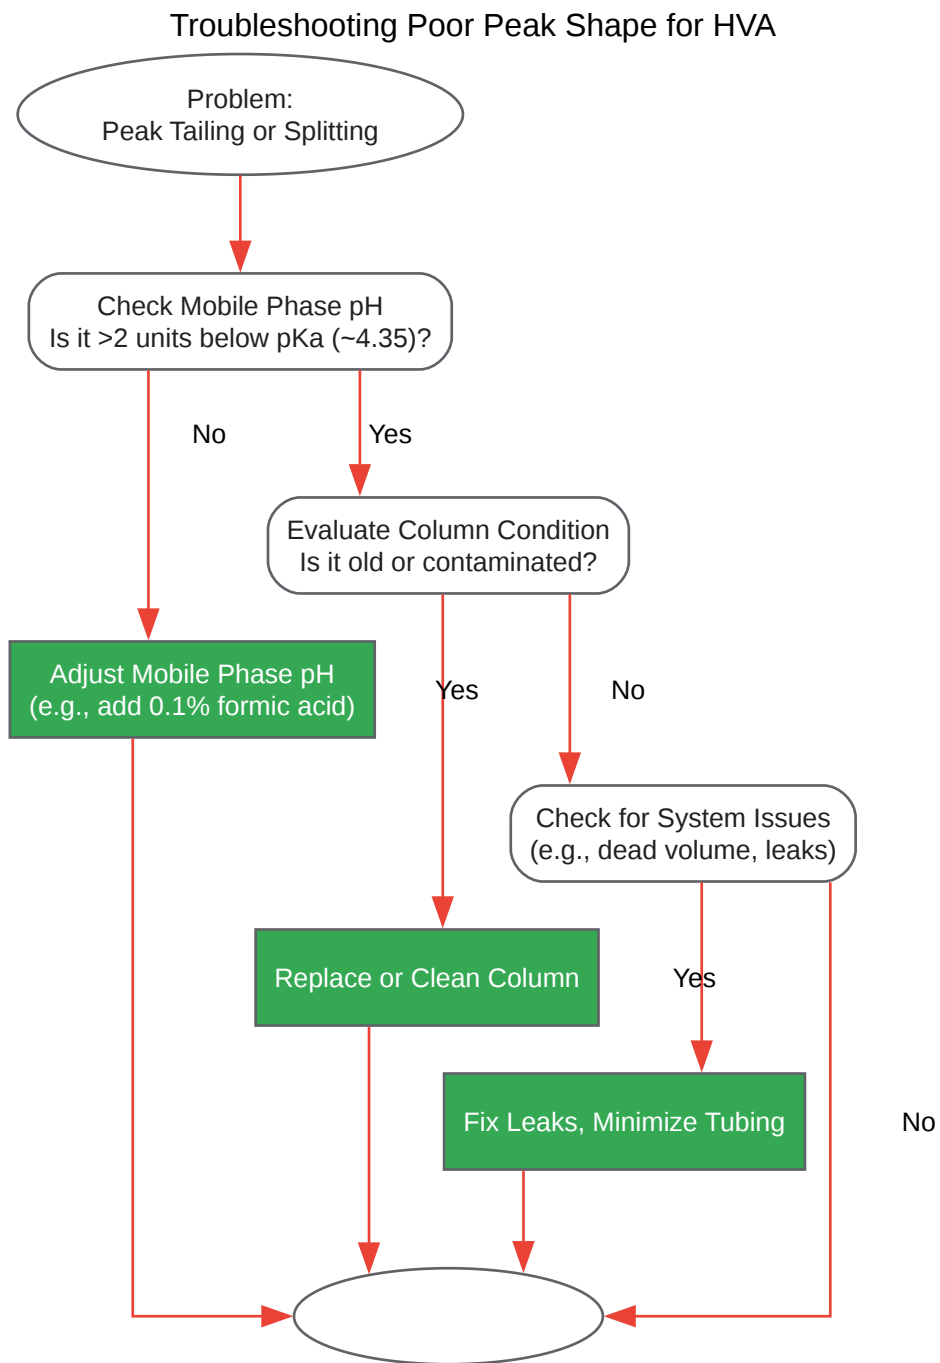 Troubleshooting Poor Peak Shape for HVA
Problem:
Peak Tailing or Splitting
Check Mobile Phase pH
Is it >2 units below pKa (~4.35)?
No
Yes
Evaluate Column Condition
Is it old or contaminated?
Adjust Mobile Phase pH
(e.g., add 0.1% formic acid)
Yes
No
Check for System Issues
(e.g., dead volume, leaks)
Replace or Clean Column
Yes
Fix Leaks, Minimize Tubing
No